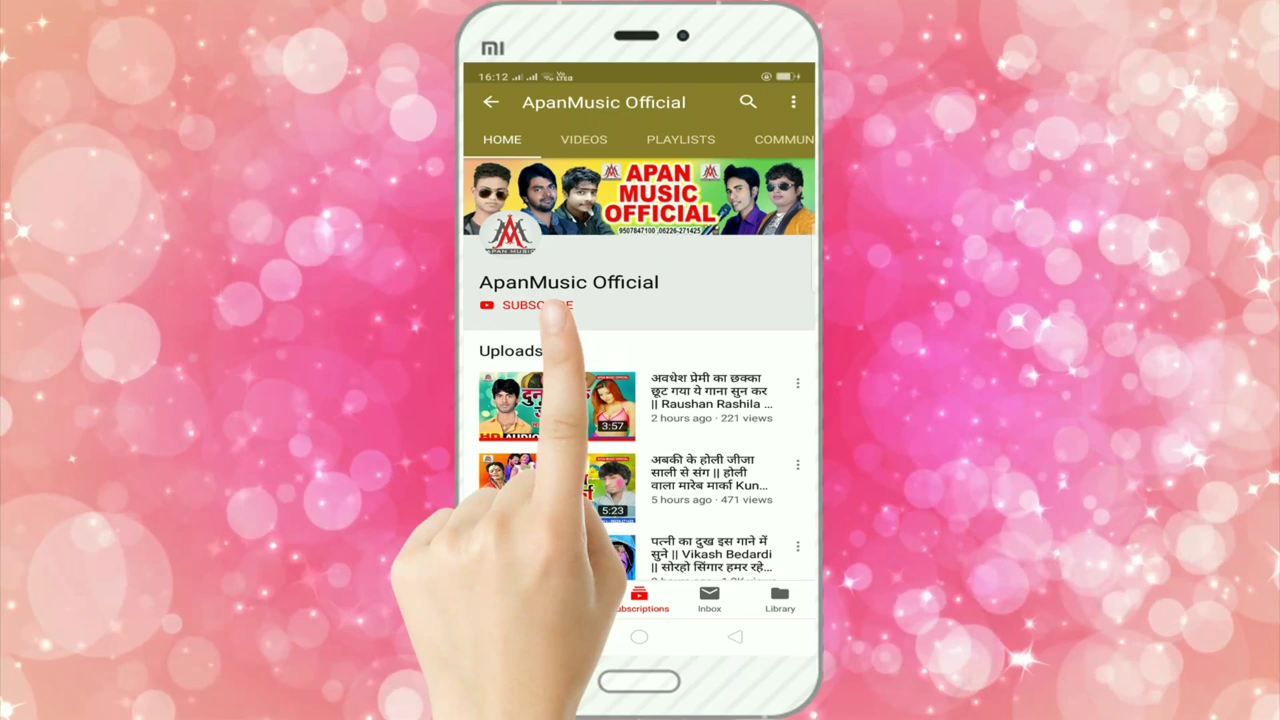 16:12
ApanMusic Official
HOME VIDEOS PLAYLISTS COMMUN
APAN
MUSIC
OFFICIAL
9507847100 ,06226-271425
APAN MUSIC
ApanMusic Official
Uploads
अवधेश प्रेमी का छक्का
छूट गया ये गाना सुन कर
|| Raushan Rashila ...
2 hours ago · 221 views
3:57
अबकी के होली जीजा
साली से संग || होली
वाला मारेब मार्का Kun...
5 hours ago · 471 views
5:23
पत्नी का दुख इस गाने में
सुने || Vikash Bedardi
|| सोरहो सिंगार हमर रहे...
Inbox Library